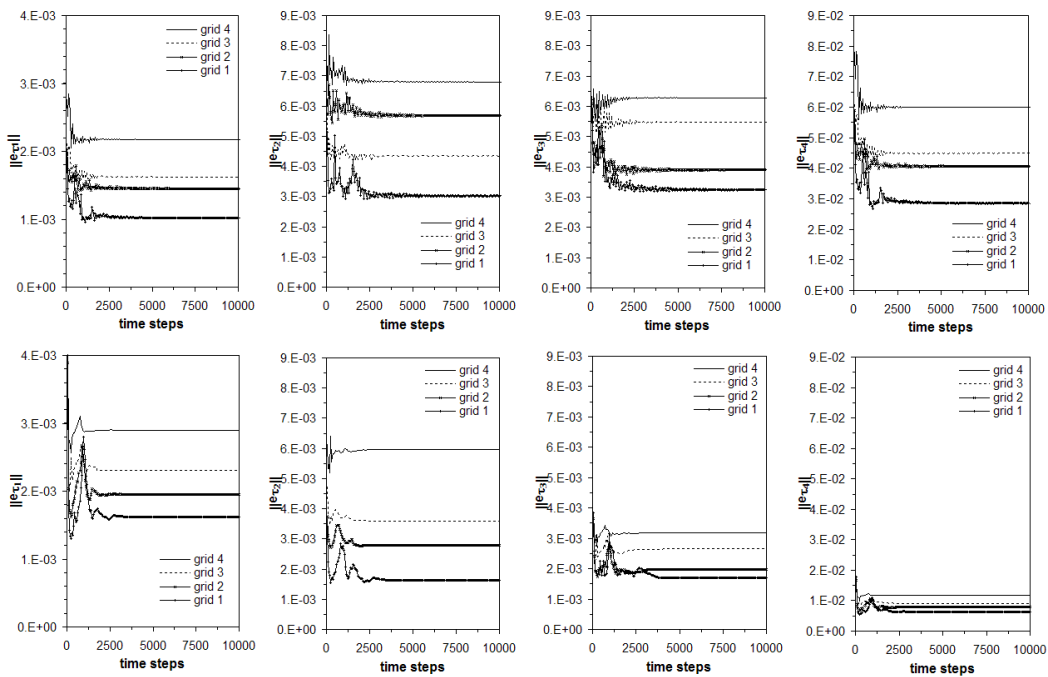 4.E-03
3.E-03
2.E-03
1.E-03
0.E+00
0 2500 5000 7500 10000
time steps
||eτ1||
grid 4
grid 3
grid 2
grid 1
9.E-03
8.E-03
7.E-03
6.E-03
5.E-03
4.E-03
3.E-03
2.E-03
1.E-03
0.E+00
0 2500 5000 7500 10000
time steps
||eτ2||
grid 4
grid 3
grid 2
grid 1
9.E-03
8.E-03
7.E-03
6.E-03
5.E-03
4.E-03
3.E-03
2.E-03
1.E-03
0.E+00
0 2500 5000 7500 10000
time steps
||eτ3||
grid 4
grid 3
grid 2
grid 1
9.E-02
8.E-02
7.E-02
6.E-02
5.E-02
4.E-02
3.E-02
2.E-02
1.E-02
0.E+00
0 2500 5000 7500 10000
time steps
||eτ4||
grid 4
grid 3
grid 2
grid 1
4.E-03
3.E-03
2.E-03
1.E-03
0.E+00
0 2500 5000 7500 10000
time steps
||eτ1||
grid 4
grid 3
grid 2
grid 1
9.E-03
8.E-03
7.E-03
6.E-03
5.E-03
4.E-03
3.E-03
2.E-03
1.E-03
0.E+00
0 2500 5000 7500 10000
time steps
||eτ2||
grid 4
grid 3
grid 2
grid 1
9.E-03
8.E-03
7.E-03
6.E-03
5.E-03
4.E-03
3.E-03
2.E-03
1.E-03
0.E+00
0 2500 5000 7500 10000
time steps
||eτ3||
grid 4
grid 3
grid 2
grid 1
9.E-02
8.E-02
7.E-02
6.E-02
5.E-02
4.E-02
3.E-02
2.E-02
1.E-02
0.E+00
0 2500 5000 7500 10000
time steps
||eτ4||
grid 4
grid 3
grid 2
grid 1